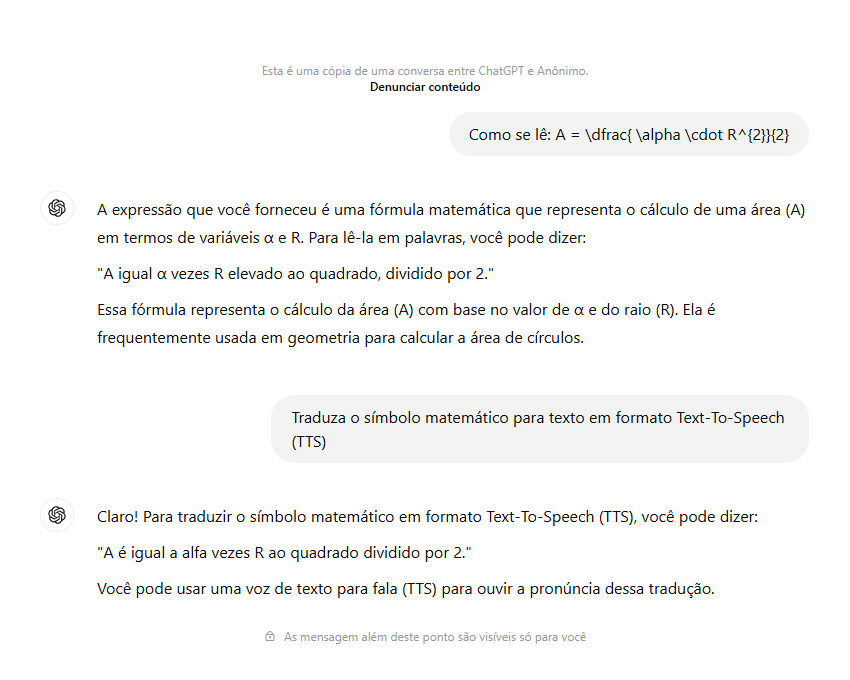 Esta é uma cópia de uma conversa entre ChatGPT e Anônimo.
Denunciar conteúdo
Como se lê: A = \dfrac{ \alpha \cdot R^{2}}{2}
A expressão que você forneceu é uma fórmula matemática que representa o cálculo de uma área (A)
em termos de variáveis α e R. Para lê-la em palavras, você pode dizer:
"A igual α vezes R elevado ao quadrado, dividido por 2."
Essa fórmula representa o cálculo da área (A) com base no valor de α e do raio (R). Ela é
frequentemente usada em geometria para calcular a área de círculos.
Traduza o símbolo matemático para texto em formato Text-To-Speech
(TTS)
Claro! Para traduzir o símbolo matemático em formato Text-To-Speech (TTS), você pode dizer:
"A é igual a alfa vezes R ao quadrado dividido por 2."
Você pode usar uma voz de texto para fala (TTS) para ouvir a pronúncia dessa tradução.
As mensagem além deste ponto são visíveis só para você